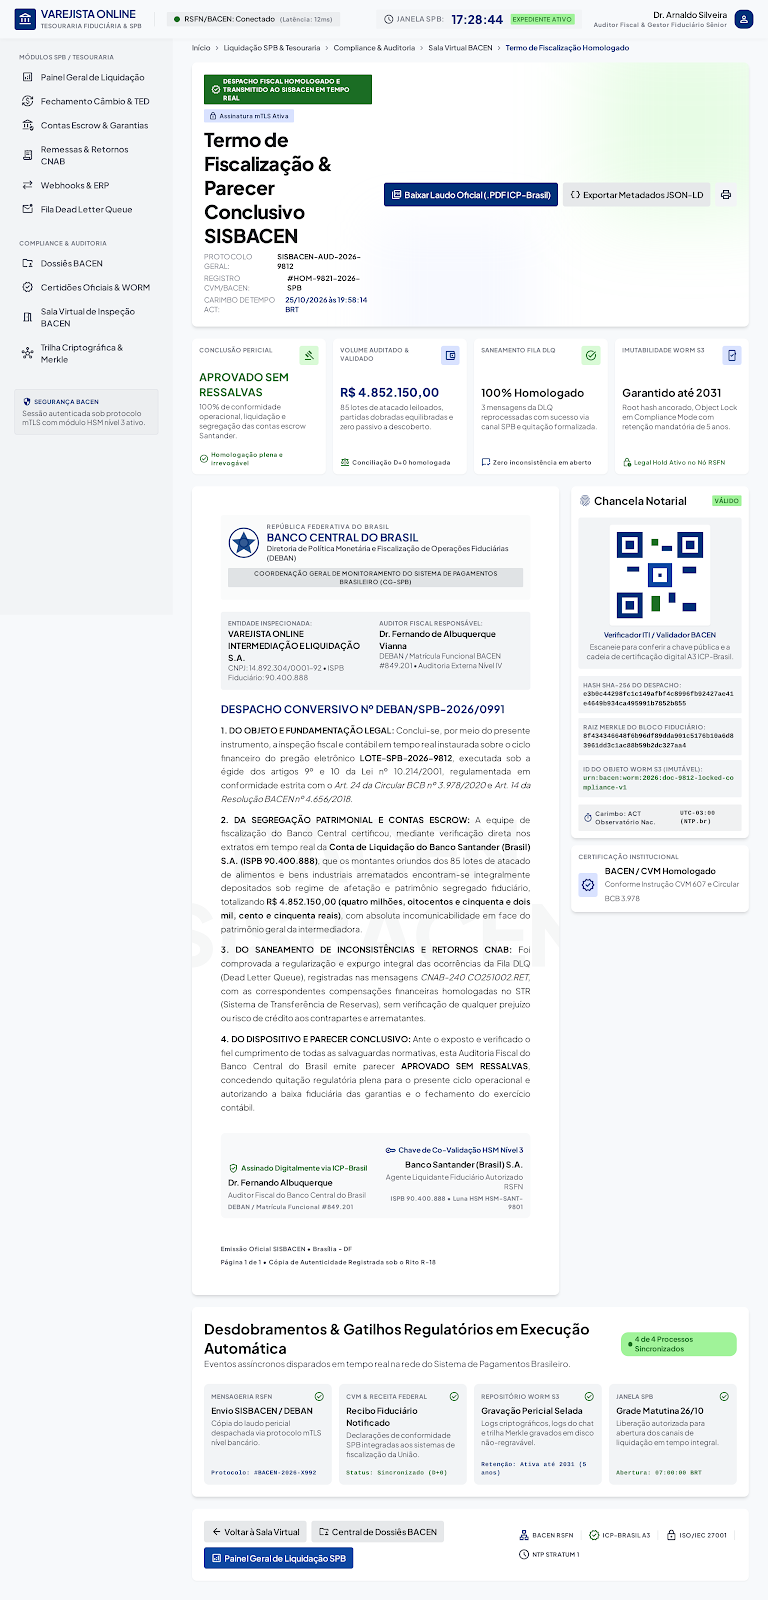 VAREJISTA ONLINE
TESOURARIA FIDUCIÁRIA & SPB
RSFN/BACEN: Conectado (Latência: 12ms)
JANELA SPB: 17:28:44 EXPEDIENTE ATIVO
Dr. Arnaldo Silveira
Auditor Fiscal & Gestor Fiduciário Sênior
MÓDULOS SPB / TESOURARIA
Painel Geral de Liquidação
Fechamento Câmbio & TED
Contas Escrow & Garantias
Remessas & Retornos
CNAB
Webhooks & ERP
Fila Dead Letter Queue
COMPLIANCE & AUDITORIA
Dossiês BACEN
Certidões Oficiais & WORM
Sala Virtual de Inspeção
BACEN
Trilha Criptográfica &
Merkle
SEGURANÇA BACEN
Sessão autenticada sob protocolo
mTLS com módulo HSM nível 3 ativo.
Início > Liquidação SPB & Tesouraria > Compliance & Auditoria > Sala Virtual BACEN > Termo de Fiscalização Homologado
DESPACHO FISCAL HOMOLOGADO E
TRANSMITIDO AO SISBACEN EM TEMPO
REAL
Assinatura mTLS Ativa
Termo de
Fiscalização &
Parecer
Conclusivo
SISBACEN
PROTOCOLO
GERAL:
SISBACEN-AUD-2026-
9812
REGISTRO
CVM/BACEN:
#HOM-9821-2026-
SPB
CARIMBO DE TEMPO
ACT:
25/10/2026 às 19:58:14
BRT
Baixar Laudo Oficial (.PDF ICP-Brasil)
Exportar Metadados JSON-LD
CONCLUSÃO PERICIAL
APROVADO SEM
RESSALVAS
100% de conformidade
operacional, liquidação e
segregação das contas escrow
Santander.
Homologação plena e
irrevogável
VOLUME AUDITADO &
VALIDADO
R$ 4.852.150,00
85 lotes de atacado leiloados,
partidas dobradas equilibradas e
zero passivo a descoberto.
Conciliação D+0 homologada
SANEAMENTO FILA DLQ
100% Homologado
3 mensagens da DLQ
reprocessadas com sucesso via
canal SPB e quitação formalizada.
Zero inconsistência em aberto
IMUTABILIDADE WORM S3
Garantido até 2031
Root hash ancorado, Object Lock
em Compliance Mode com
retenção mandatória de 5 anos.
Legal Hold Ativo no Nó RSFN
REPÚBLICA FEDERATIVA DO BRASIL
BANCO CENTRAL DO BRASIL
Diretoria de Política Monetária e Fiscalização de Operações Fiduciárias
(DEBAN)
COORDENAÇÃO GERAL DE MONITORAMENTO DO SISTEMA DE PAGAMENTOS
BRASILEIRO (CG-SPB)
ENTIDADE INSPECIONADA:
VAREJISTA ONLINE
INTERMEDIAÇÃO E LIQUIDAÇÃO
S.A.
CNPJ: 14.892.304/0001-92 • ISPB
Fiduciário: 90.400.888
AUDITOR FISCAL RESPONSÁVEL:
Dr. Fernando de Albuquerque
Vianna
DEBAN / Matrícula Funcional BACEN
#849.201 • Auditoria Externa Nível IV
DESPACHO CONVERSIVO Nº DEBAN/SPB-2026/0991
1. DO OBJETO E FUNDAMENTAÇÃO LEGAL: Conclui-se, por meio do presente
instrumento, a inspeção fiscal e contábil em tempo real instaurada sobre o ciclo
financeiro do pregão eletrônico LOTE-SPB-2026-9812, executada sob a
égide dos artigos 9º e 10 da Lei nº 10.214/2001, regulamentada em
conformidade estrita com o Art. 24 da Circular BCB nº 3.978/2020 e Art. 14 da
Resolução BACEN nº 4.656/2018.
2. DA SEGREGAÇÃO PATRIMONIAL E CONTAS ESCROW: A equipe de
fiscalização do Banco Central certificou, mediante verificação direta nos
extratos em tempo real da Conta de Liquidação do Banco Santander (Brasil)
S.A. (ISPB 90.400.888), que os montantes oriundos dos 85 lotes de atacado
de alimentos e bens industriais arrematados encontram-se integralmente
depositados sob regime de afetação e patrimônio segregado fiduciário,
totalizando R$ 4.852.150,00 (quatro milhões, oitocentos e cinquenta e dois
mil, cento e cinquenta reais), com absoluta incomunicabilidade em face do
patrimônio geral da intermediadora.
3. DO SANEAMENTO DE INCONSISTÊNCIAS E RETORNOS CNAB: Foi
comprovada a regularização e expurgo integral das ocorrências da Fila DLQ
(Dead Letter Queue), registradas nas mensagens CNAB-240 CO251002.RET,
com as correspondentes compensações financeiras homologadas no STR
(Sistema de Transferência de Reservas), sem verificação de qualquer prejuízo
ou risco de crédito aos contrapartes e arrematantes.
4. DO DISPOSITIVO E PARECER CONCLUSIVO: Ante o exposto e verificado o
fiel cumprimento de todas as salvaguardas normativas, esta Auditoria Fiscal do
Banco Central do Brasil emite parecer APROVADO SEM RESSALVAS,
concedendo quitação regulatória plena para o presente ciclo operacional e
autorizando a baixa fiduciária das garantias e o fechamento do exercício
contábil.
Assinado Digitalmente via ICP-Brasil
Dr. Fernando Albuquerque
Auditor Fiscal do Banco Central do Brasil
DEBAN / Matrícula Funcional #849.201
Chave de Co-Validação HSM Nível 3
Banco Santander (Brasil) S.A.
Agente Liquidante Fiduciário Autorizado
RSFN
ISPB 90.400.888 • Luna HSM HSM-SANT-
9801
Emissão Oficial SISBACEN • Brasília - DF
Página 1 de 1 • Cópia de Autenticidade Registrada sob o Rito R-18
Chancela Notarial
VÁLIDO
Verificador ITI / Validador BACEN
Escaneie para conferir a chave pública e a
cadeia de certificação digital A3 ICP-Brasil.
HASH SHA-256 DO DESPACHO:
e3b0c44298fc1c149afbf4c8996fb92427ae41
e4649b934ca495991b7852b855
RAIZ MERKLE DO BLOCO FIDUCIÁRIO:
8f434346648f6b96df89dda901c5176b10a6d8
3961dd3c1ac88b59b2dc327aa4
ID DO OBJETO WORM S3 (IMUTÁVEL):
urn:bacen:worm:2026:doc-9812-locked-co
mpliance-v1
Carimbo: ACT
Observatório Nac.
UTC-03:00
(NTP.br)
CERTIFICAÇÃO INSTITUCIONAL
BACEN / CVM Homologado
Conforme Instrução CVM 607 e Circular
BCB 3.978
Desdobramentos & Gatilhos Regulatórios em Execução
Automática
Eventos assíncronos disparados em tempo real na rede do Sistema de Pagamentos Brasileiro.
4 de 4 Processos
Sincronizados
MENSAGERIA RSFN
Envio SISBACEN / DEBAN
Cópia do laudo pericial
despachada via protocolo mTLS
nível bancário.
Protocolo: #BACEN-2026-X992
CVM & RECEITA FEDERAL
Recibo Fiduciário
Notificado
Declarações de conformidade
SPB integradas aos sistemas de
fiscalização da União.
Status: Sincronizado (D+0)
REPOSITÓRIO WORM S3
Gravação Pericial Selada
Logs criptográficos, logs do chat
e trilha Merkle gravados em disco
não-regravável.
Retenção: Ativa até 2031 (5
anos)
JANELA SPB
Grade Matutina 26/10
Liberação autorizada para
abertura dos canais de
liquidação em tempo integral.
Abertura: 07:00:00 BRT
Voltar à Sala Virtual
Central de Dossiês BACEN
Painel Geral de Liquidação SPB
BACEN RSFN
ICP-BRASIL A3
ISO/IEC 27001
NTP STRATUM 1